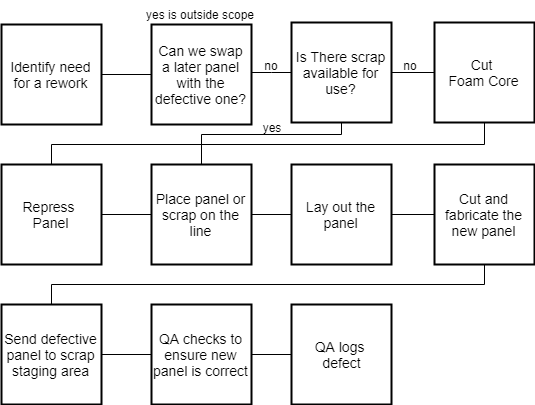 yes is outside scope
Identify need
for a rework
Can we swap
a later panel
with the
defective one?
no
Is There scrap
available for
use?
no
Cut
Foam Core
yes
Repress
Panel
Place panel or
scrap on the
line
Lay out the
panel
Cut and
fabricate the
new panel
Send defective
panel to scrap
staging area
QA checks to
ensure new
panel is correct
QA logs
defect